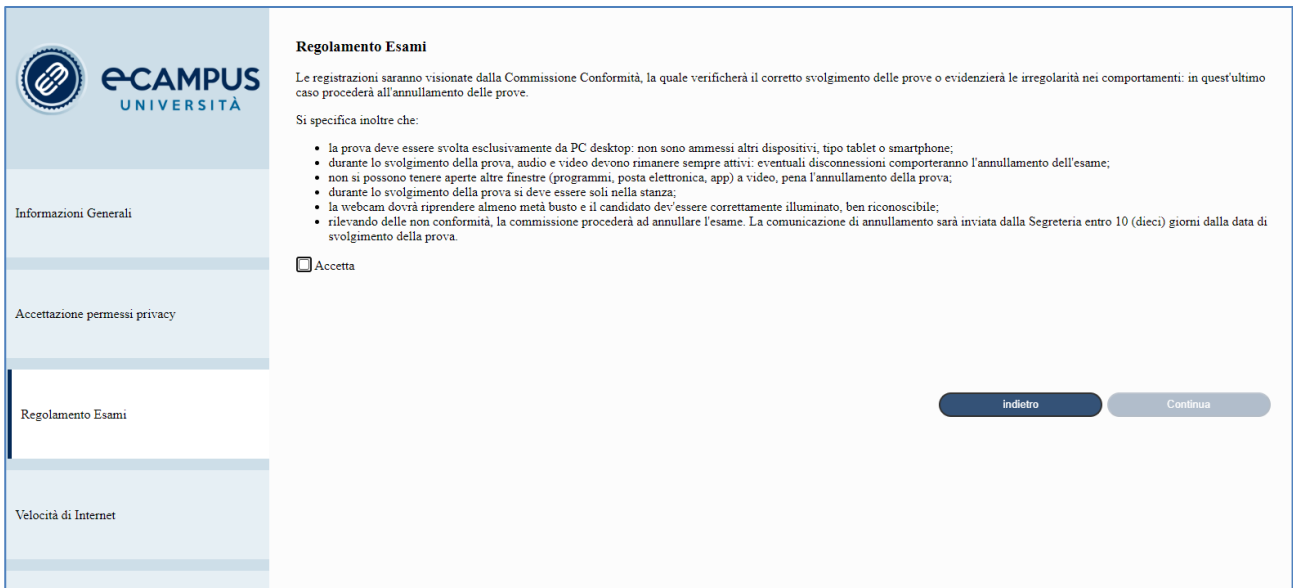 e-CAMPUS
UNIVERSITÀ
Informazioni Generali
Accettazione permessi privacy
Regolamento Esami
Velocità di Internet
Regolamento Esami
Le registrazioni saranno visionate dalla Commissione Conformità, la quale verificherà il corretto svolgimento delle prove o evidenzierà le irregolarità nei comportamenti: in quest'ultimo
caso procederà all'annullamento delle prove.
Si specifica inoltre che:
• la prova deve essere svolta esclusivamente da PC desktop: non sono ammessi altri dispositivi, tipo tablet o smartphone;
• durante lo svolgimento della prova, audio e video devono rimanere sempre attivi: eventuali disconnessioni comporteranno l'annullamento dell'esame;
• non si possono tenere aperte altre finestre (programmi, posta elettronica, app) a video, pena l'annullamento della prova;
• durante lo svolgimento della prova si deve essere soli nella stanza;
• la webcam dovrà riprendere almeno metà busto e il candidato dev'essere correttamente illuminato, ben riconoscibile;
• rilevando delle non conformità, la commissione procederà ad annullare l'esame. La comunicazione di annullamento sarà inviata dalla Segreteria entro 10 (dieci) giorni dalla data di
svolgimento della prova.
Accetta
indietro
Continua